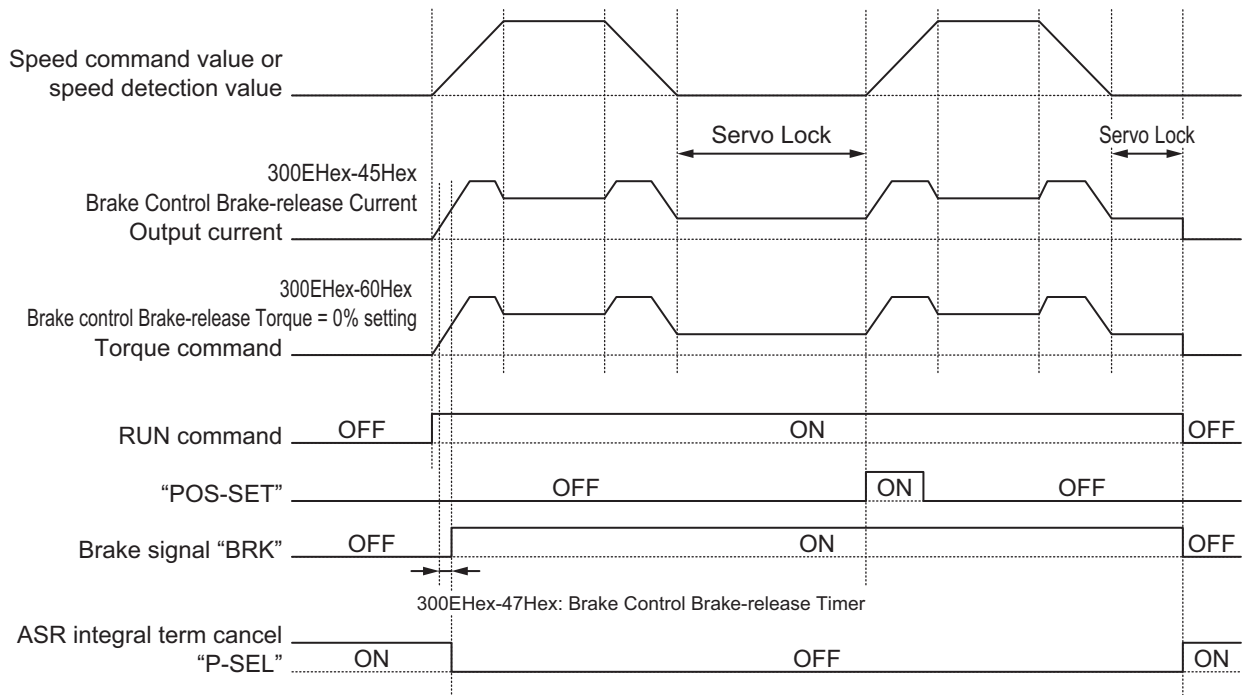 Speed command value or
speed detection value
Servo Lock
Servo Lock
300EHex-45Hex
Brake Control Brake-release Current
Output current
300EHex-60Hex
Brake control Brake-release Torque = 0% setting
Torque command
RUN command
OFF
ON
OFF
“POS-SET”
OFF
ON
OFF
Brake signal “BRK”
OFF
ON
OFF
300EHex-47Hex: Brake Control Brake-release Timer
ASR integral term cancel
“P-SEL”
ON
OFF
ON